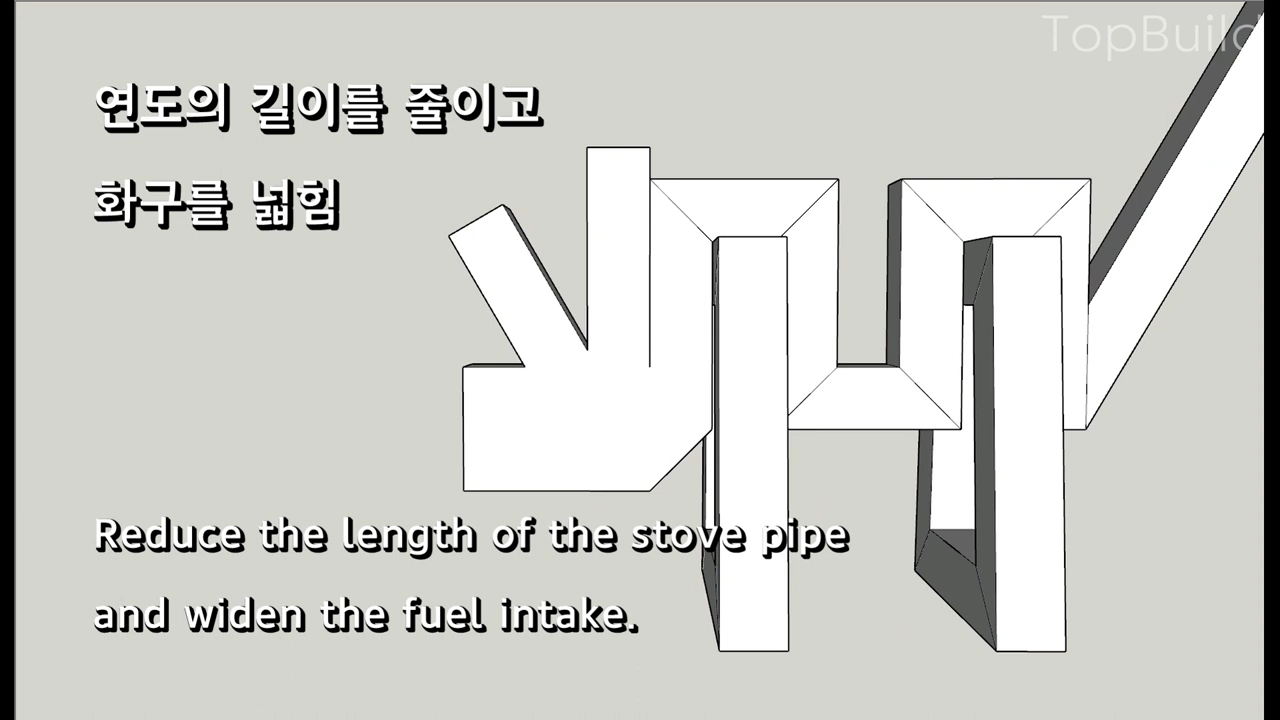 TopBuild
연도의 길이를 줄이고
화구를 넓힘
Reduce the length of the stove pipe
and widen the fuel intake.